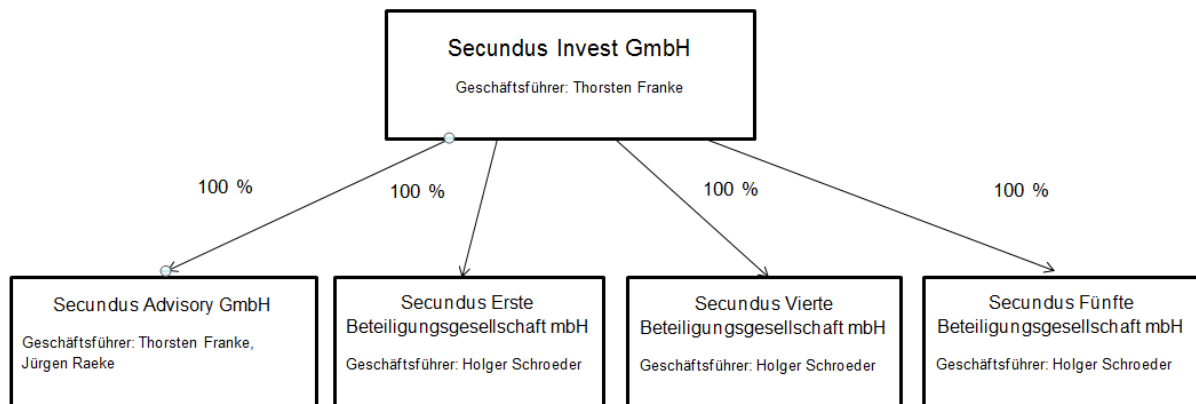 Secundus Invest GmbH
Geschäftsführer: Thorsten Franke
100 %
100 %
100 %
100 %
Secundus Advisory GmbH
Geschäftsführer: Thorsten Franke,
Jürgen Raeke
Secundus Erste
Beteiligungsgesellschaft mbH
Geschäftsführer: Holger Schroeder
Secundus Vierte
Beteiligungsgesellschaft mbH
Geschäftsführer: Holger Schroeder
Secundus Fünfte
Beteiligungsgesellschaft mbH
Geschäftsführer: Holger Schroeder